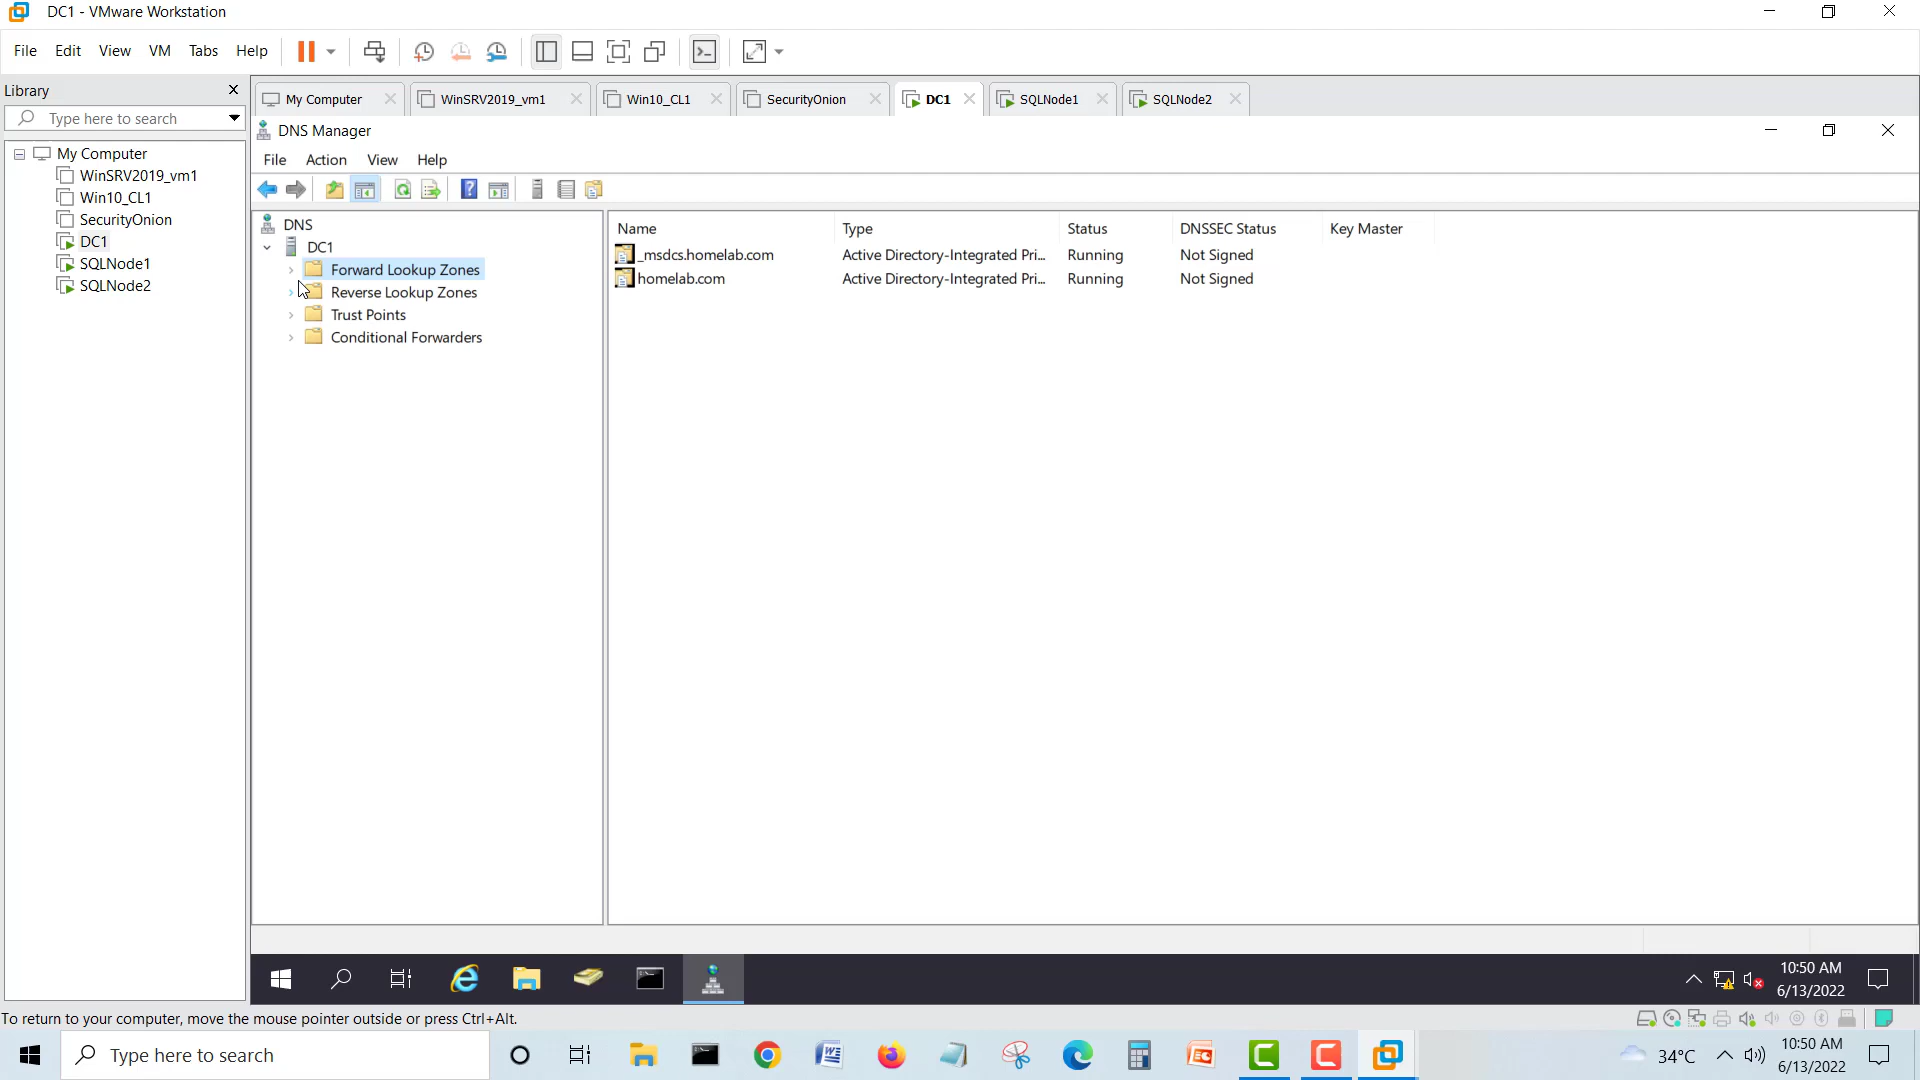 DC1 - VMware Workstation
File Edit View VM Tabs Help
Library
Type here to search
My Computer
WinSRV2019_vm1
Win10_CL1
SecurityOnion
DC1
SQLNode1
SQLNode2
My Computer WinSRV2019_vm1 Win10_CL1 SecurityOnion DC1 SQLNode1 SQLNode2
DNS Manager
File Action View Help
DNS
DC1
Forward Lookup Zones
Reverse Lookup Zones
Trust Points
Conditional Forwarders
Name Type Status DNSSEC Status Key Master
_msdcs.homelab.com Active Directory-Integrated Pri... Running Not Signed
homelab.com Active Directory-Integrated Pri... Running Not Signed
10:50 AM
6/13/2022
To return to your computer, move the mouse pointer outside or press Ctrl+Alt.
Type here to search
34°C
10:50 AM
6/13/2022